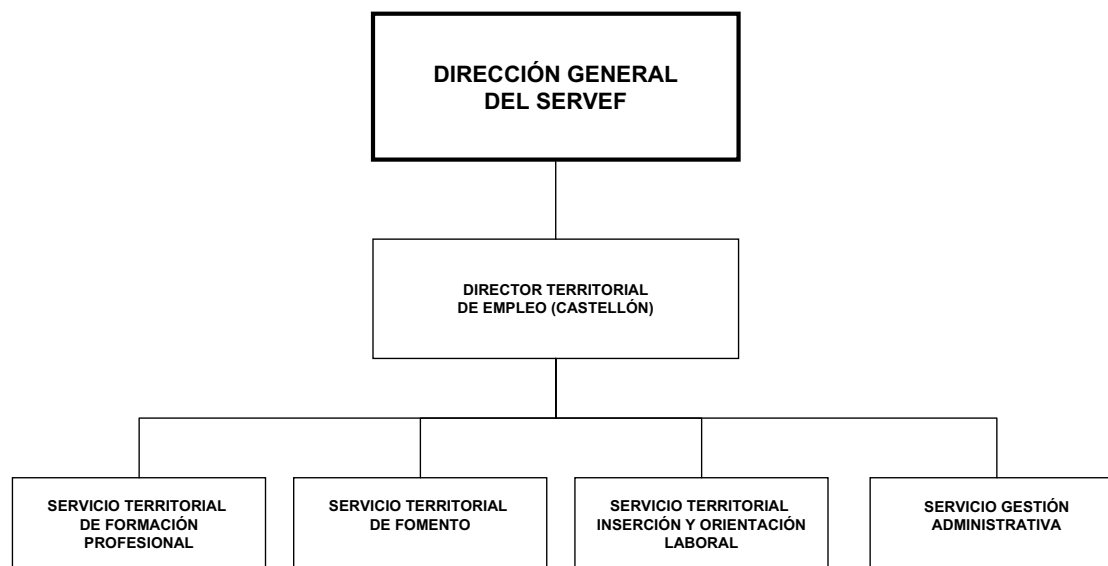 DIRECCIÓN GENERAL
DEL SERVEF
DIRECTOR TERRITORIAL
DE EMPLEO (CASTELLÓN)
SERVICIO TERRITORIAL
DE FORMACIÓN
PROFESIONAL
SERVICIO TERRITORIAL
DE FOMENTO
SERVICIO TERRITORIAL
INSERCIÓN Y ORIENTACIÓN
LABORAL
SERVICIO GESTIÓN
ADMINISTRATIVA